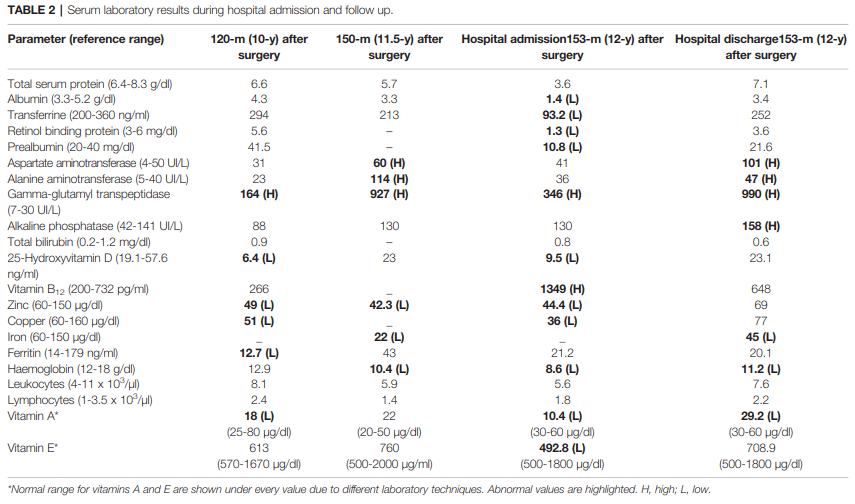 TABLE 2 | Serum laboratory results during hospital admission and follow up.
Parameter (reference range) 120-m (10-y) after surgery 150-m (11.5-y) after surgery Hospital admission153-m (12-y) after surgery Hospital discharge153-m (12-y) after surgery
Total serum protein (6.4-8.3 g/dl) 6.6 5.7 3.6 7.1
Albumin (3.3-5.2 g/dl) 4.3 3.3 1.4 (L) 3.4
Transferrine (200-360 ng/ml) 294 213 93.2 (L) 252
Retinol binding protein (3-6 mg/dl) 5.6 – 1.3 (L) 3.6
Prealbumin (20-40 mg/dl) 41.5 – 10.8 (L) 21.6
Aspartate aminotransferase (4-50 UI/L) 31 60 (H) 41 101 (H)
Alanine aminotransferase (5-40 UI/L) 23 114 (H) 36 47 (H)
Gamma-glutamyl transpeptidase 164 (H) 927 (H) 346 (H) 990 (H)
(7-30 UI/L)
Alkaline phosphatase (42-141 UI/L) 88 130 130 158 (H)
Total bilirubin (0.2-1.2 mg/dl) 0.9 – 0.8 0.6
25-Hydroxyvitamin D (19.1-57.6 6.4 (L) 23 9.5 (L) 23.1
ng/ml)
Vitamin B12 (200-732 pg/ml) 266 _ 1349 (H) 648
Zinc (60-150 µg/dl) 49 (L) 42.3 (L) 44.4 (L) 69
Copper (60-160 µg/dl) 51 (L) _ 36 (L) 77
Iron (60-150 µg/dl) _ 22 (L) _ 45 (L)
Ferritin (14-179 ng/ml) 12.7 (L) 43 21.2 20.1
Haemoglobin (12-18 g/dl) 12.9 10.4 (L) 8.6 (L) 11.2 (L)
Leukocytes (4-11 x 10³/µl) 8.1 5.9 5.6 7.6
Lymphocytes (1-3.5 x 10³/µl) 2.4 1.4 1.8 2.2
Vitamin A* 18 (L) 22 10.4 (L) 29.2 (L)
(25-80 µg/dl) (20-50 µg/dl) (30-60 µg/dl) (30-60 µg/dl)
Vitamin E* 613 760 492.8 (L) 708.9
(570-1670 µg/dl) (500-2000 µg/ml) (500-1800 µg/dl) (500-1800 µg/dl)
*Normal range for vitamins A and E are shown under every value due to different laboratory techniques. Abnormal values are highlighted. H, high; L, low.